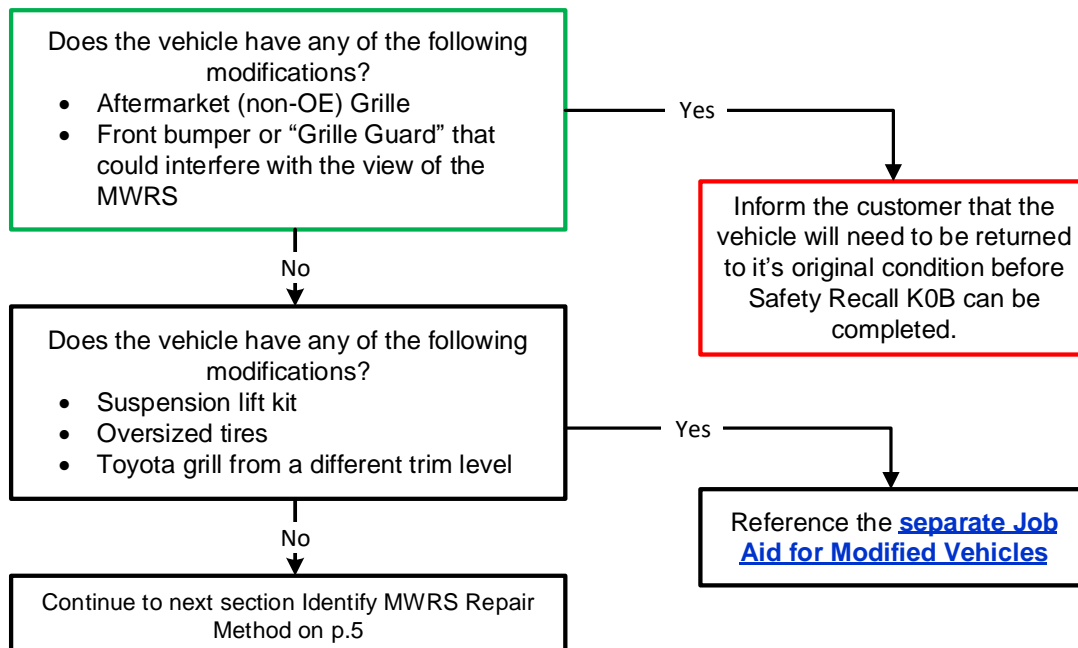 Does the vehicle have any of the following
modifications?
• Aftermarket (non-OE) Grille
• Front bumper or “Grille Guard” that
could interfere with the view of the
MWRS
Yes
Inform the customer that the
vehicle will need to be returned
to it’s original condition before
Safety Recall K0B can be
completed.
No
Does the vehicle have any of the following
modifications?
• Suspension lift kit
• Oversized tires
• Toyota grill from a different trim level
Yes
Reference the separate Job
Aid for Modified Vehicles
No
Continue to next section Identify MWRS Repair
Method on p.5